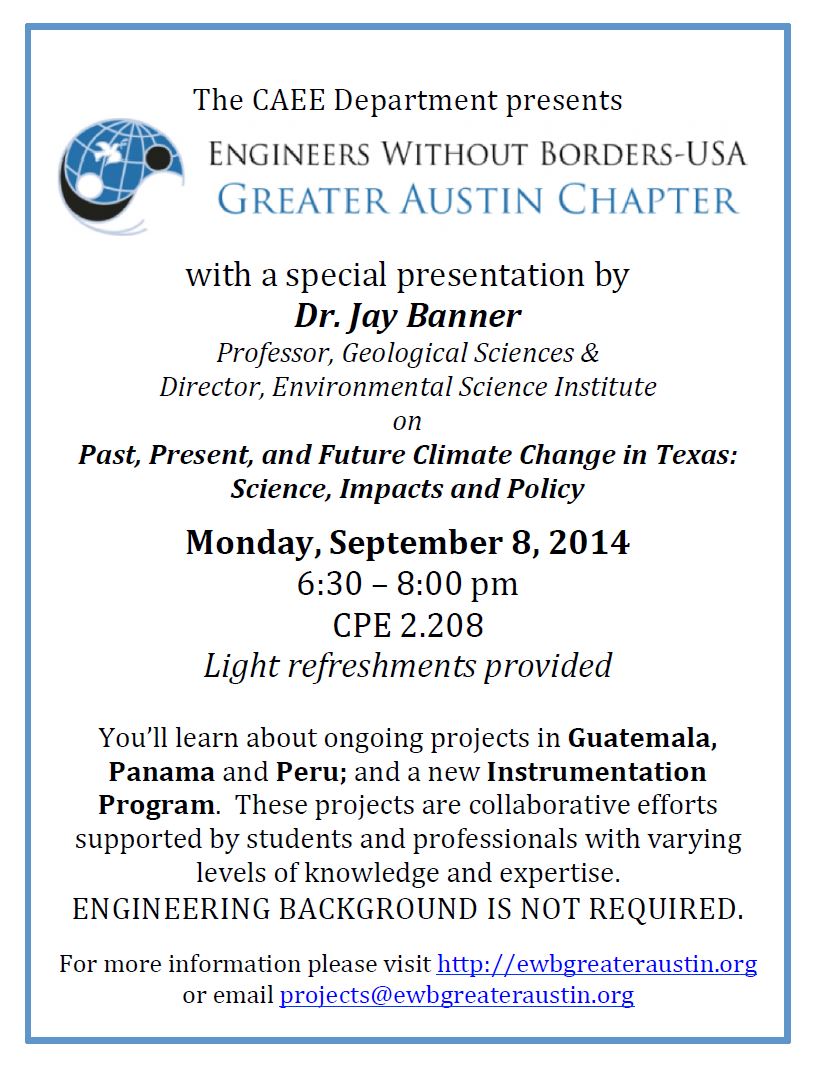 The CAEE Department presents
ENGINEERS WITHOUT BORDERS-USA
GREATER AUSTIN CHAPTER
with a special presentation by
Dr. Jay Banner
Professor, Geological Sciences &
Director, Environmental Science Institute
on
Past, Present, and Future Climate Change in Texas:
Science, Impacts and Policy
Monday, September 8, 2014
6:30 – 8:00 pm
CPE 2.208
Light refreshments provided
You'll learn about ongoing projects in Guatemala,
Panama and Peru; and a new Instrumentation
Program.  These projects are collaborative efforts
supported by students and professionals with varying
levels of knowledge and expertise.
ENGINEERING BACKGROUND IS NOT REQUIRED.
For more information please visit http://ewbgreateraustin.org
or email projects@ewbgreateraustin.org